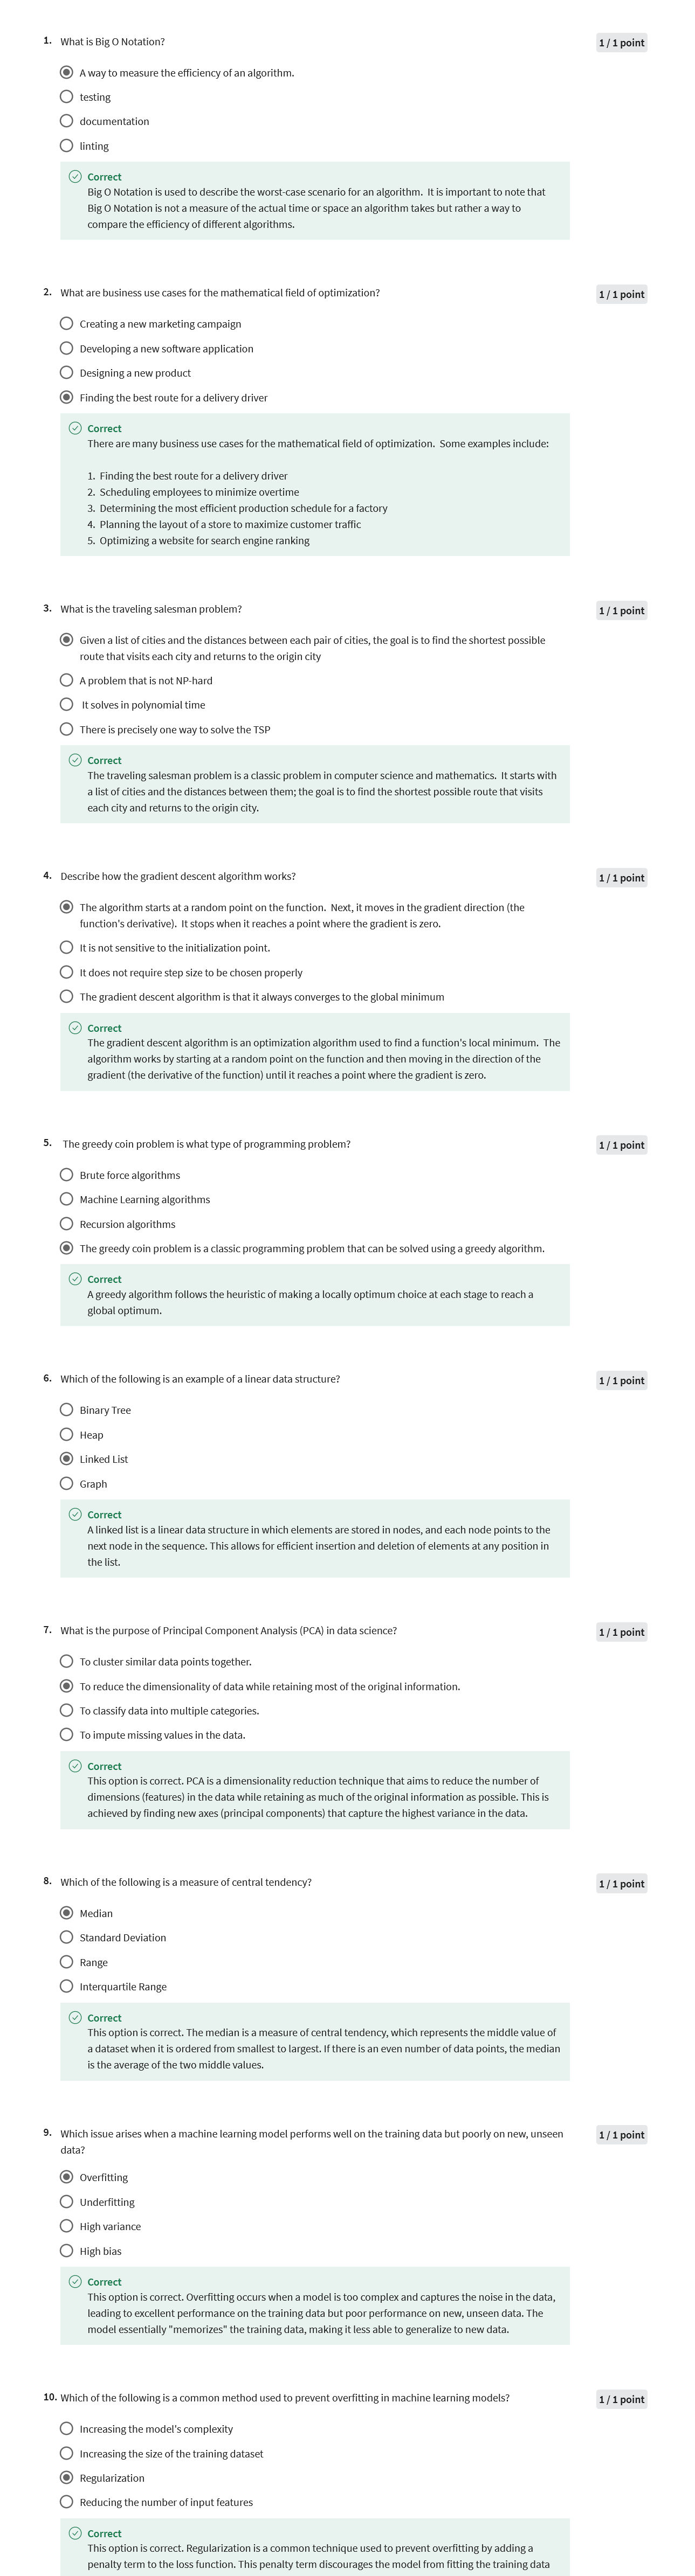 1. What is Big O Notation? 1 / 1 point
A way to measure the efficiency of an algorithm.
testing
documentation
linting
Correct
Big O Notation is used to describe the worst-case scenario for an algorithm. It is important to note that
Big O Notation is not a measure of the actual time or space an algorithm takes but rather a way to
compare the efficiency of different algorithms.
2. What are business use cases for the mathematical field of optimization? 1 / 1 point
Creating a new marketing campaign
Developing a new software application
Designing a new product
Finding the best route for a delivery driver
Correct
There are many business use cases for the mathematical field of optimization. Some examples include:
1. Finding the best route for a delivery driver
2. Scheduling employees to minimize overtime
3. Determining the most efficient production schedule for a factory
4. Planning the layout of a store to maximize customer traffic
5. Optimizing a website for search engine ranking
3. What is the traveling salesman problem? 1 / 1 point
Given a list of cities and the distances between each pair of cities, the goal is to find the shortest possible
route that visits each city and returns to the origin city
A problem that is not NP-hard
It solves in polynomial time
There is precisely one way to solve the TSP
Correct
The traveling salesman problem is a classic problem in computer science and mathematics. It starts with
a list of cities and the distances between them; the goal is to find the shortest possible route that visits
each city and returns to the origin city.
4. Describe how the gradient descent algorithm works? 1 / 1 point
The algorithm starts at a random point on the function. Next, it moves in the gradient direction (the
function's derivative). It stops when it reaches a point where the gradient is zero.
It is not sensitive to the initialization point.
It does not require step size to be chosen properly
The gradient descent algorithm is that it always converges to the global minimum
Correct
The gradient descent algorithm is an optimization algorithm used to find a function's local minimum. The
algorithm works by starting at a random point on the function and then moving in the direction of the
gradient (the derivative of the function) until it reaches a point where the gradient is zero.
5. The greedy coin problem is what type of programming problem? 1 / 1 point
Brute force algorithms
Machine Learning algorithms
Recursion algorithms
The greedy coin problem is a classic programming problem that can be solved using a greedy algorithm.
Correct
A greedy algorithm follows the heuristic of making a locally optimum choice at each stage to reach a
global optimum.
6. Which of the following is an example of a linear data structure? 1 / 1 point
Binary Tree
Heap
Linked List
Graph
Correct
A linked list is a linear data structure in which elements are stored in nodes, and each node points to the
next node in the sequence. This allows for efficient insertion and deletion of elements at any position in
the list.
7. What is the purpose of Principal Component Analysis (PCA) in data science? 1 / 1 point
To cluster similar data points together.
To reduce the dimensionality of data while retaining most of the original information.
To classify data into multiple categories.
To impute missing values in the data.
Correct
This option is correct. PCA is a dimensionality reduction technique that aims to reduce the number of
dimensions (features) in the data while retaining as much of the original information as possible. This is
achieved by finding new axes (principal components) that capture the highest variance in the data.
8. Which of the following is a measure of central tendency? 1 / 1 point
Median
Standard Deviation
Range
Interquartile Range
Correct
This option is correct. The median is a measure of central tendency, which represents the middle value of
a dataset when it is ordered from smallest to largest. If there is an even number of data points, the median
is the average of the two middle values.
9. Which issue arises when a machine learning model performs well on the training data but poorly on new, unseen 1 / 1 point
data?
Overfitting
Underfitting
High variance
High bias
Correct
This option is correct. Overfitting occurs when a model is too complex and captures the noise in the data,
leading to excellent performance on the training data but poor performance on new, unseen data. The
model essentially "memorizes" the training data, making it less able to generalize to new data.
10. Which of the following is a common method used to prevent overfitting in machine learning models? 1 / 1 point
Increasing the model's complexity
Increasing the size of the training dataset
Regularization
Reducing the number of input features
Correct
This option is correct. Regularization is a common technique used to prevent overfitting by adding a
penalty term to the loss function. This penalty term discourages the model from fitting the training data